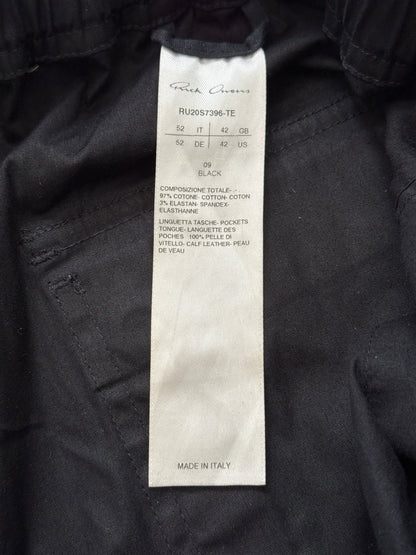 Rick Owens
RU20S7396-TE
52 IT 42 GB
52 DE 42 US
09
BLACK
COMPOSIZIONE TOTALE- .-
97% COTONE- COTTON- COTON
3% ELASTAN- SPANDEX-
ELASTHANNE
LINGUETTA TASCHE- POCKETS
TONGUE- LANGUETTE DES
POCHES 100% PELLE DI
VITELLO- CALF LEATHER- PEAU
DE VEAU
MADE IN ITALY